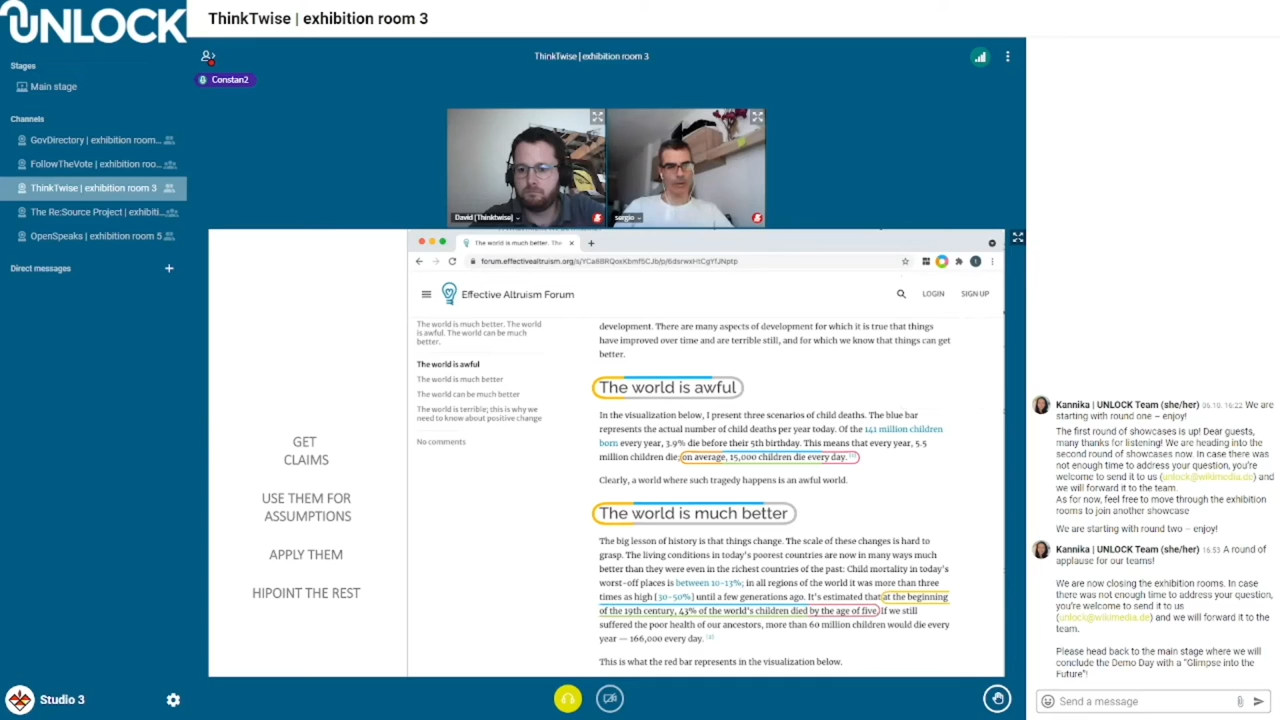 UNLOCK
ThinkTwise | exhibition room 3
Stages
Main stage
Channels
GovDirectory | exhibition room...
FollowTheVote | exhibition roo...
ThinkTwise | exhibition room 3
The Re:Source Project | exhibiti...
OpenSpeaks | exhibition room 5
Direct messages
Studio 3
Constan2
ThinkTwise | exhibition room 3
David [Thinktwise]
sergio
GET
CLAIMS
USE THEM FOR
ASSUMPTIONS
APPLY THEM
HIPOINT THE REST
The world is much better. The
Effective Altruism Forum
LOGIN
SIGN UP
The world is much better. The world
is awful. The world can be much
better.
The world is awful
The world is much better
The world can be much better
The world is terrible; this is why we
need to know about positive change
No comments
development. There are many aspects of development for which it is true that things
have improved over time and are terrible still, and for which we know that things can get
better.
The world is awful
In the visualization below, I present three scenarios of child deaths. The blue bar
represents the actual number of child deaths per year today. Of the 141 million children
born every year, 3.9% die before their 5th birthday. This means that every year, 5.5
million children die; on average, 15,000 children die every day.
Clearly, a world where such tragedy happens is an awful world.
The world is much better
The big lesson of history is that things change. The scale of these changes is hard to
grasp. The living conditions in today's poorest countries are now in many ways much
better than they were even in the richest countries of the past: Child mortality in today's
worst-off places is between 10-13%; in all regions of the world it was more than three
times as high [30-50%] until a few generations ago. It's estimated that at the beginning
of the 19th century, 43% of the world's children died by the age of five. If we still
suffered the poor health of our ancestors, more than 60 million children would die every
year — 166,000 every day. [2]
This is what the red bar represents in the visualization below.
Kannika | UNLOCK Team (she/her) 06.10. 16:22 We are
starting with round one – enjoy!
The first round of showcases is up! Dear guests,
many thanks for listening! We are heading into the
second round of showcases now. In case there was
not enough time to address your question, you're
welcome to send it to us (unlock@wikimedia.de) and
we will forward it to the team.
As for now, feel free to move through the exhibition
rooms to join another showcase
We are starting with round two – enjoy!
Kannika | UNLOCK Team (she/her) 16:53 A round of
applause for our teams!
We are now closing the exhibition rooms. In case
there was not enough time to address your question,
you're welcome to send it to us
(unlock@wikimedia.de) and we will forward it to the
team.
Please head back to the main stage where we will
conclude the Demo Day with a "Glimpse into the
Future"!
Send a message